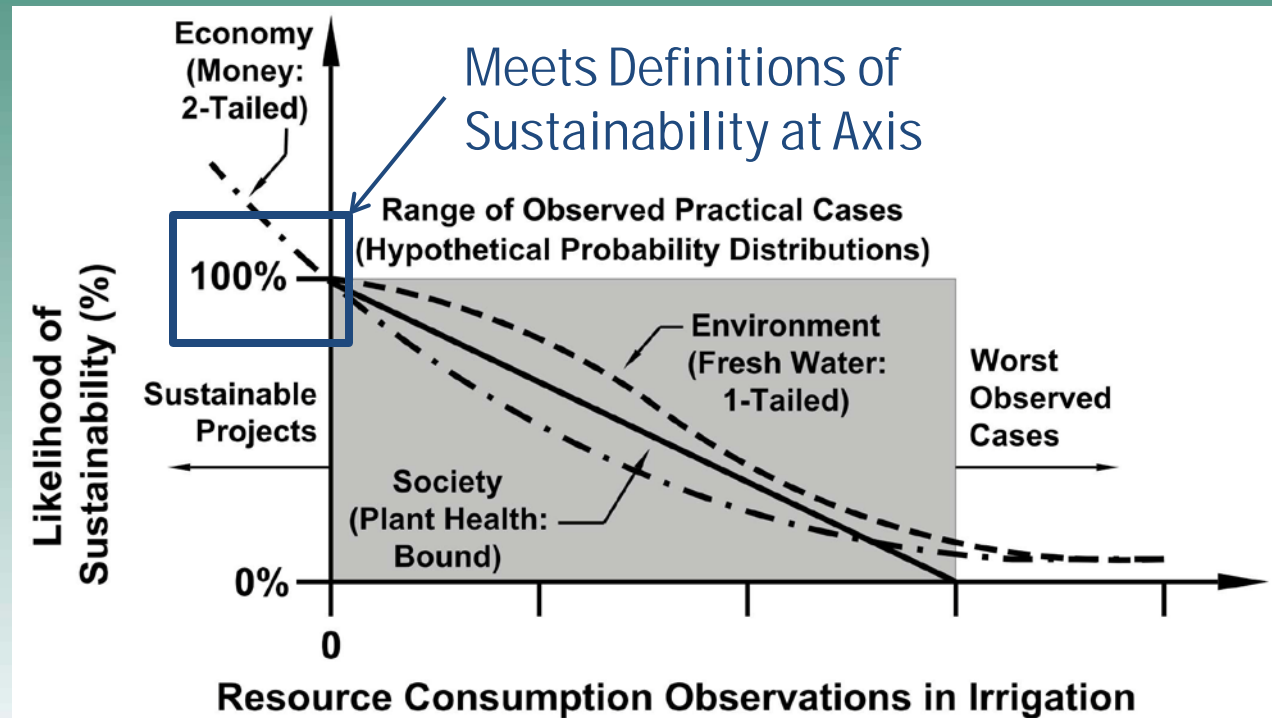 Economy
(Money:
2-Tailed)
Meets Definitions of
Sustainability at Axis
Range of Observed Practical Cases
(Hypothetical Probability Distributions)
100%
Likelihood of
Sustainability (%)
Environment
(Fresh Water:
1-Tailed)
Worst
Observed
Cases
Sustainable
Projects
Society
(Plant Health:
Bound)
0%
0
Resource Consumption Observations in Irrigation